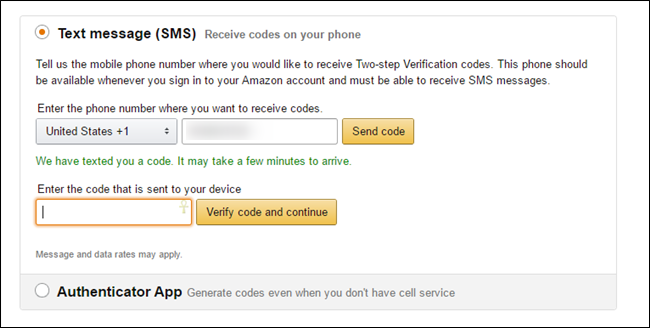 Text message (SMS) Receive codes on your phone
Tell us the mobile phone number where you would like to receive Two-step Verification codes. This phone should
be available whenever you sign in to your Amazon account and must be able to receive SMS messages.
Enter the phone number where you want to receive codes.
United States +1 Send code
We have texted you a code. It may take a few minutes to arrive.
Enter the code that is sent to your device
Verify code and continue
Message and data rates may apply.
Authenticator App Generate codes even when you don't have cell service